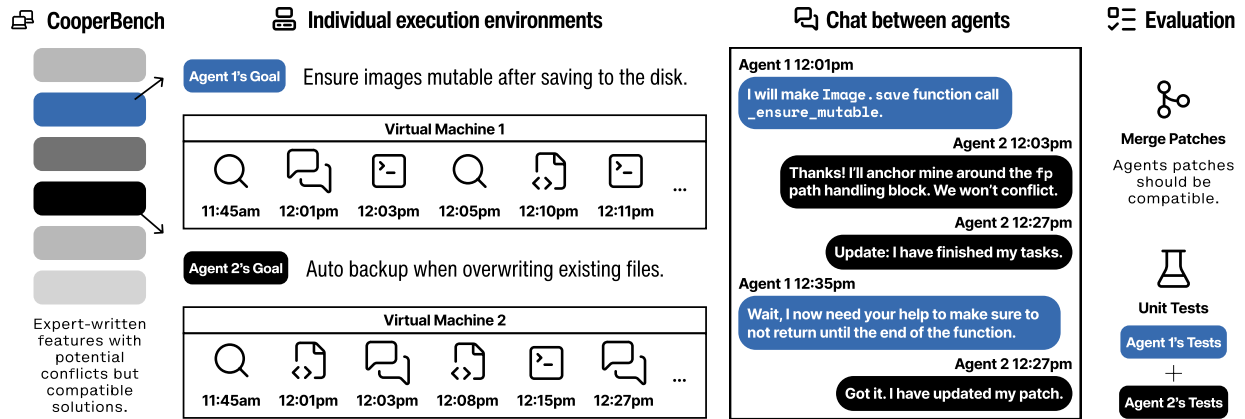 CooperBench
Expert-written
features with
potential
conflicts but
compatible
solutions.
Individual execution environments
Agent 1's Goal
Ensure images mutable after saving to the disk.
Virtual Machine 1
11:45am 12:01pm 12:03pm 12:05pm 12:10pm 12:11pm ...
Agent 2's Goal
Auto backup when overwriting existing files.
Virtual Machine 2
11:45am 12:01pm 12:03pm 12:08pm 12:15pm 12:27pm ...
Chat between agents
Agent 1 12:01pm
I will make Image.save function call
_ensure_mutable.
Agent 2 12:03pm
Thanks! I'll anchor mine around the fp
path handling block. We won't conflict.
Agent 2 12:27pm
Update: I have finished my tasks.
Agent 1 12:35pm
Wait, I now need your help to make sure to
not return until the end of the function.
Agent 2 12:27pm
Got it. I have updated my patch.
Evaluation
Merge Patches
Agents patches
should be
compatible.
Unit Tests
Agent 1's Tests
+
Agent 2's Tests